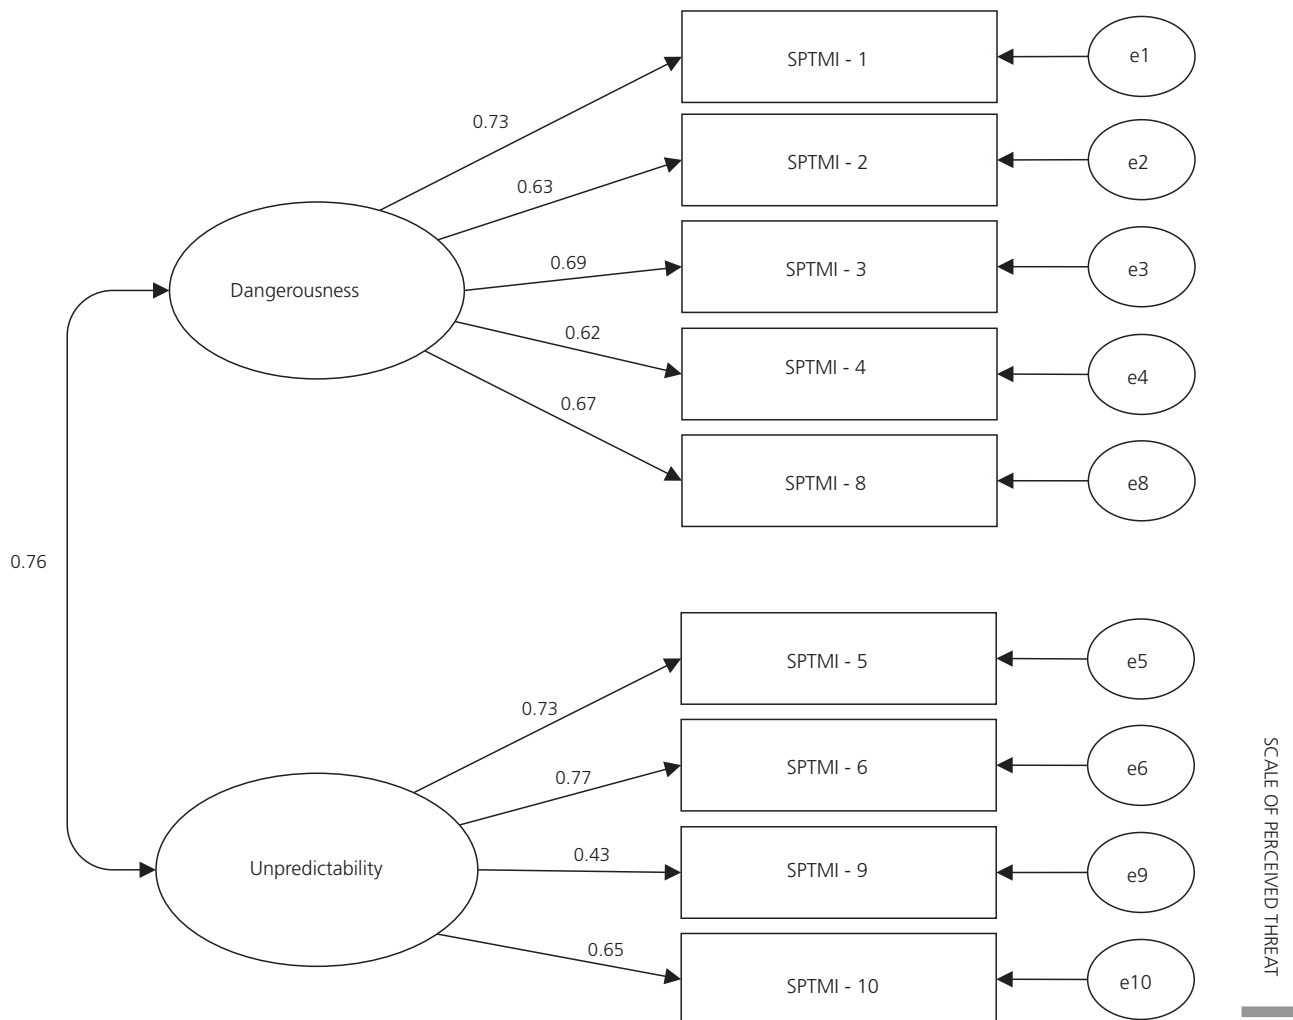 SPTMI - 1
e1
0.73
SPTMI - 2
e2
0.63
SPTMI - 3
e3
0.69
Dangerousness
SPTMI - 4
e4
0.62
SPTMI - 8
e8
0.67
0.76
SPTMI - 5
e5
0.73
SPTMI - 6
e6
0.77
SPTMI - 9
e9
0.43
Unpredictability
SPTMI - 10
e10
0.65
SCALE OF PERCEIVED THREAT